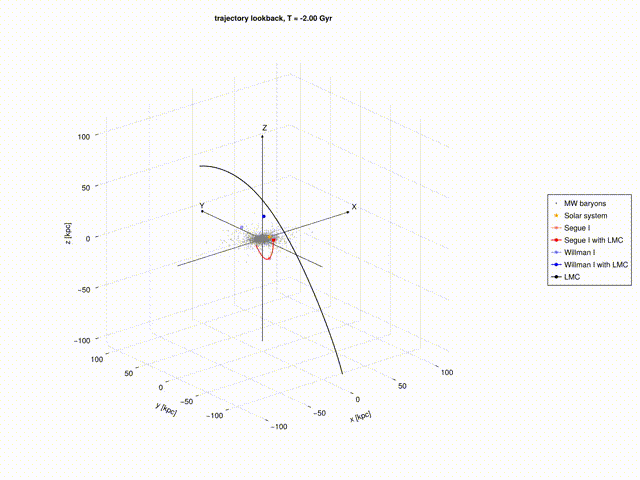 trajectory lookback, T = -2.00 Gyr
Z
100
Y
X
50
z [kpc]
0
−50
−100
100
50
0
−50
−100
y [kpc]
100
50
0
−50
−100
x [kpc]
MW baryons
Solar system
Segue I
Segue I with LMC
Willman I
Willman I with LMC
LMC